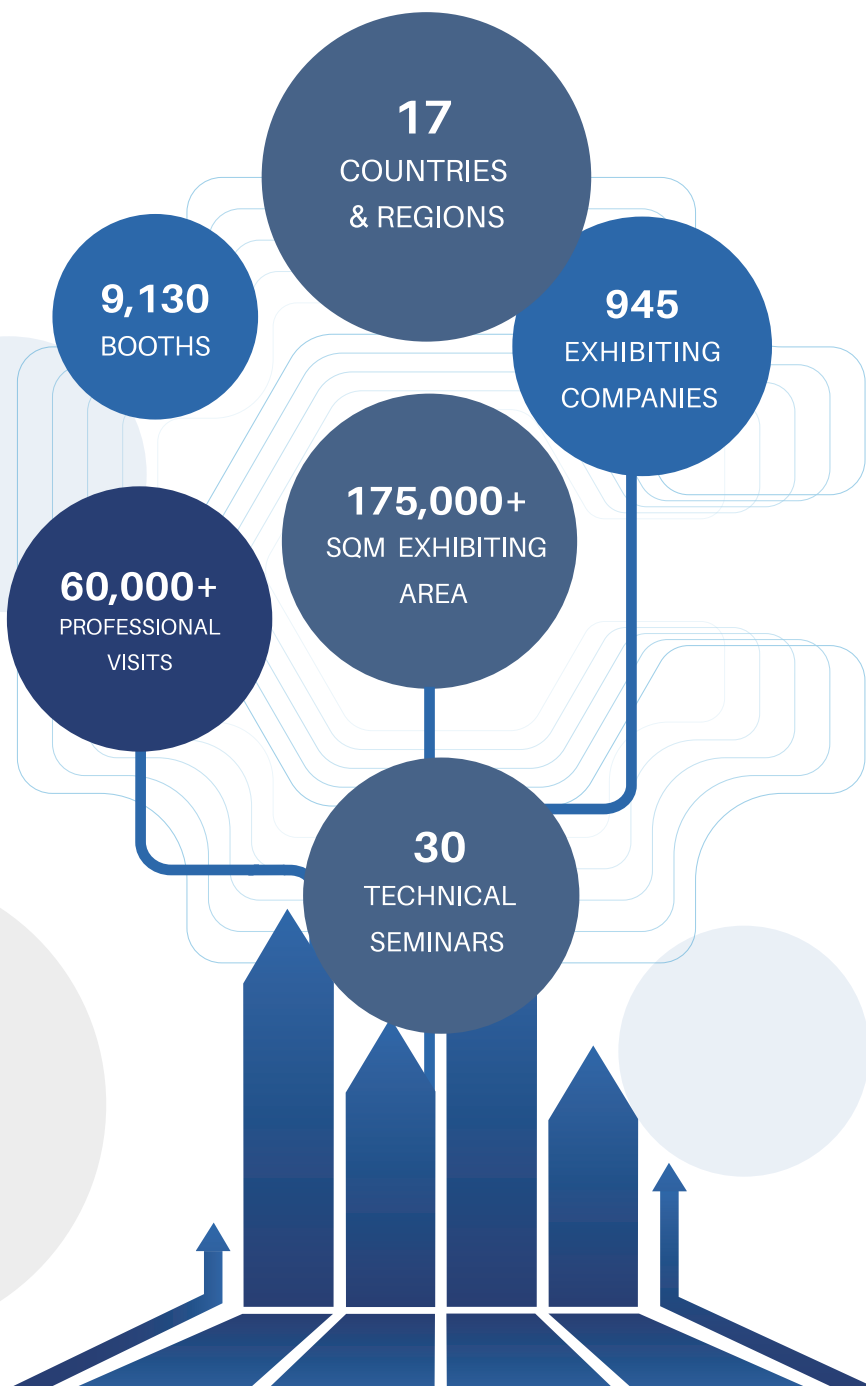 17
COUNTRIES
& REGIONS
9,130
BOOTHS
945
EXHIBITING
COMPANIES
175,000+
SQM EXHIBITING
AREA
60,000+
PROFESSIONAL
VISITS
30
TECHNICAL
SEMINARS